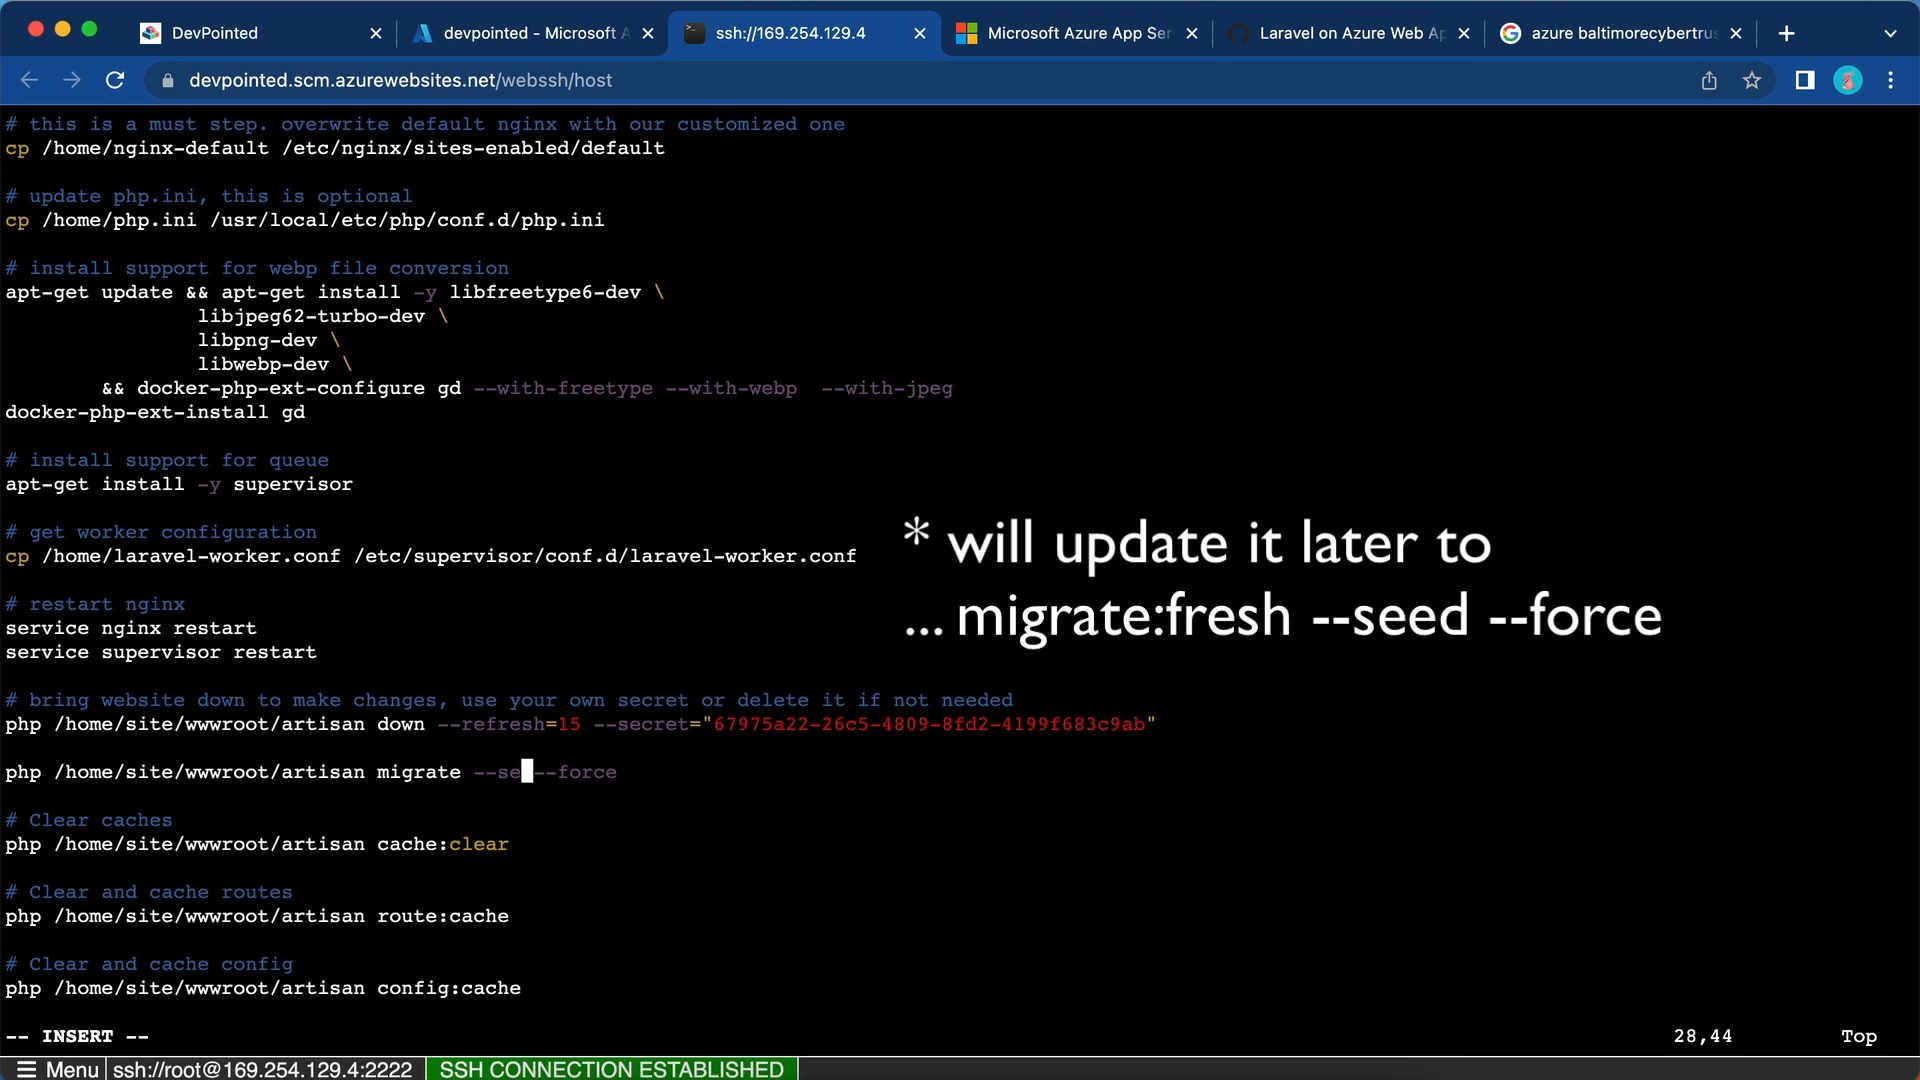 DevPointed
devpointed - Microsoft A
ssh://169.254.129.4
Microsoft Azure App Ser
Laravel on Azure Web Ap
azure baltimorecybertrus
devpointed.scm.azurewebsites.net/webssh/host
# this is a must step. overwrite default nginx with our customized one
cp /home/nginx-default /etc/nginx/sites-enabled/default
# update php.ini, this is optional
cp /home/php.ini /usr/local/etc/php/conf.d/php.ini
# install support for webp file conversion
apt-get update && apt-get install -y libfreetype6-dev \
libjpeg62-turbo-dev \
libpng-dev \
libwebp-dev \
&& docker-php-ext-configure gd --with-freetype --with-webp  --with-jpeg
docker-php-ext-install gd
# install support for queue
apt-get install -y supervisor
# get worker configuration
cp /home/laravel-worker.conf /etc/supervisor/conf.d/laravel-worker.conf
* will update it later to
... migrate:fresh --seed --force
# restart nginx
service nginx restart
service supervisor restart
# bring website down to make changes, use your own secret or delete it if not needed
php /home/site/wwwroot/artisan down --refresh=15 --secret="67975a22-26c5-4809-8fd2-4199f683c9ab"
php /home/site/wwwroot/artisan migrate --se --force
# Clear caches
php /home/site/wwwroot/artisan cache:clear
# Clear and cache routes
php /home/site/wwwroot/artisan route:cache
# Clear and cache config
php /home/site/wwwroot/artisan config:cache
-- INSERT --
28,44
Top
Menu
ssh://root@169.254.129.4:2222
SSH CONNECTION ESTABLISHED